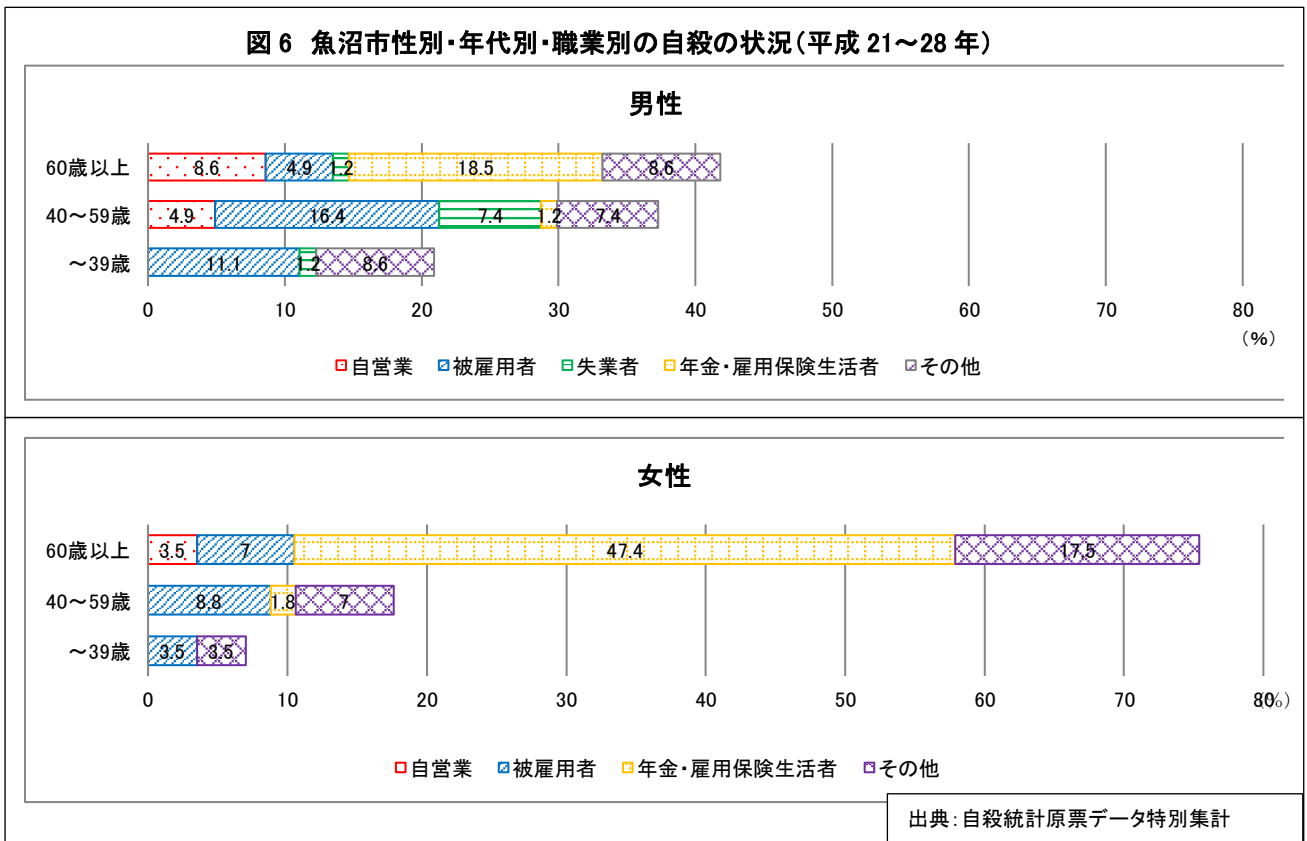 図6 魚沼市性別・年代別・職業別の自殺の状況(平成21～28年)
男性
60歳以上 8.6 4.9 1.2 18.5 8.6
40～59歳 4.9 16.4 7.4 1.2 7.4
～39歳 11.1 1.2 8.6
0 10 20 30 40 50 60 70 80
(%)
自営業 被雇用者 失業者 年金・雇用保険生活者 その他
女性
60歳以上 3.5 7 47.4 17.5
40～59歳 8.8 1.8 7
～39歳 3.5 3.5
0 10 20 30 40 50 60 70 80 (%)
自営業 被雇用者 年金・雇用保険生活者 その他
出典：自殺統計原票データ特別集計